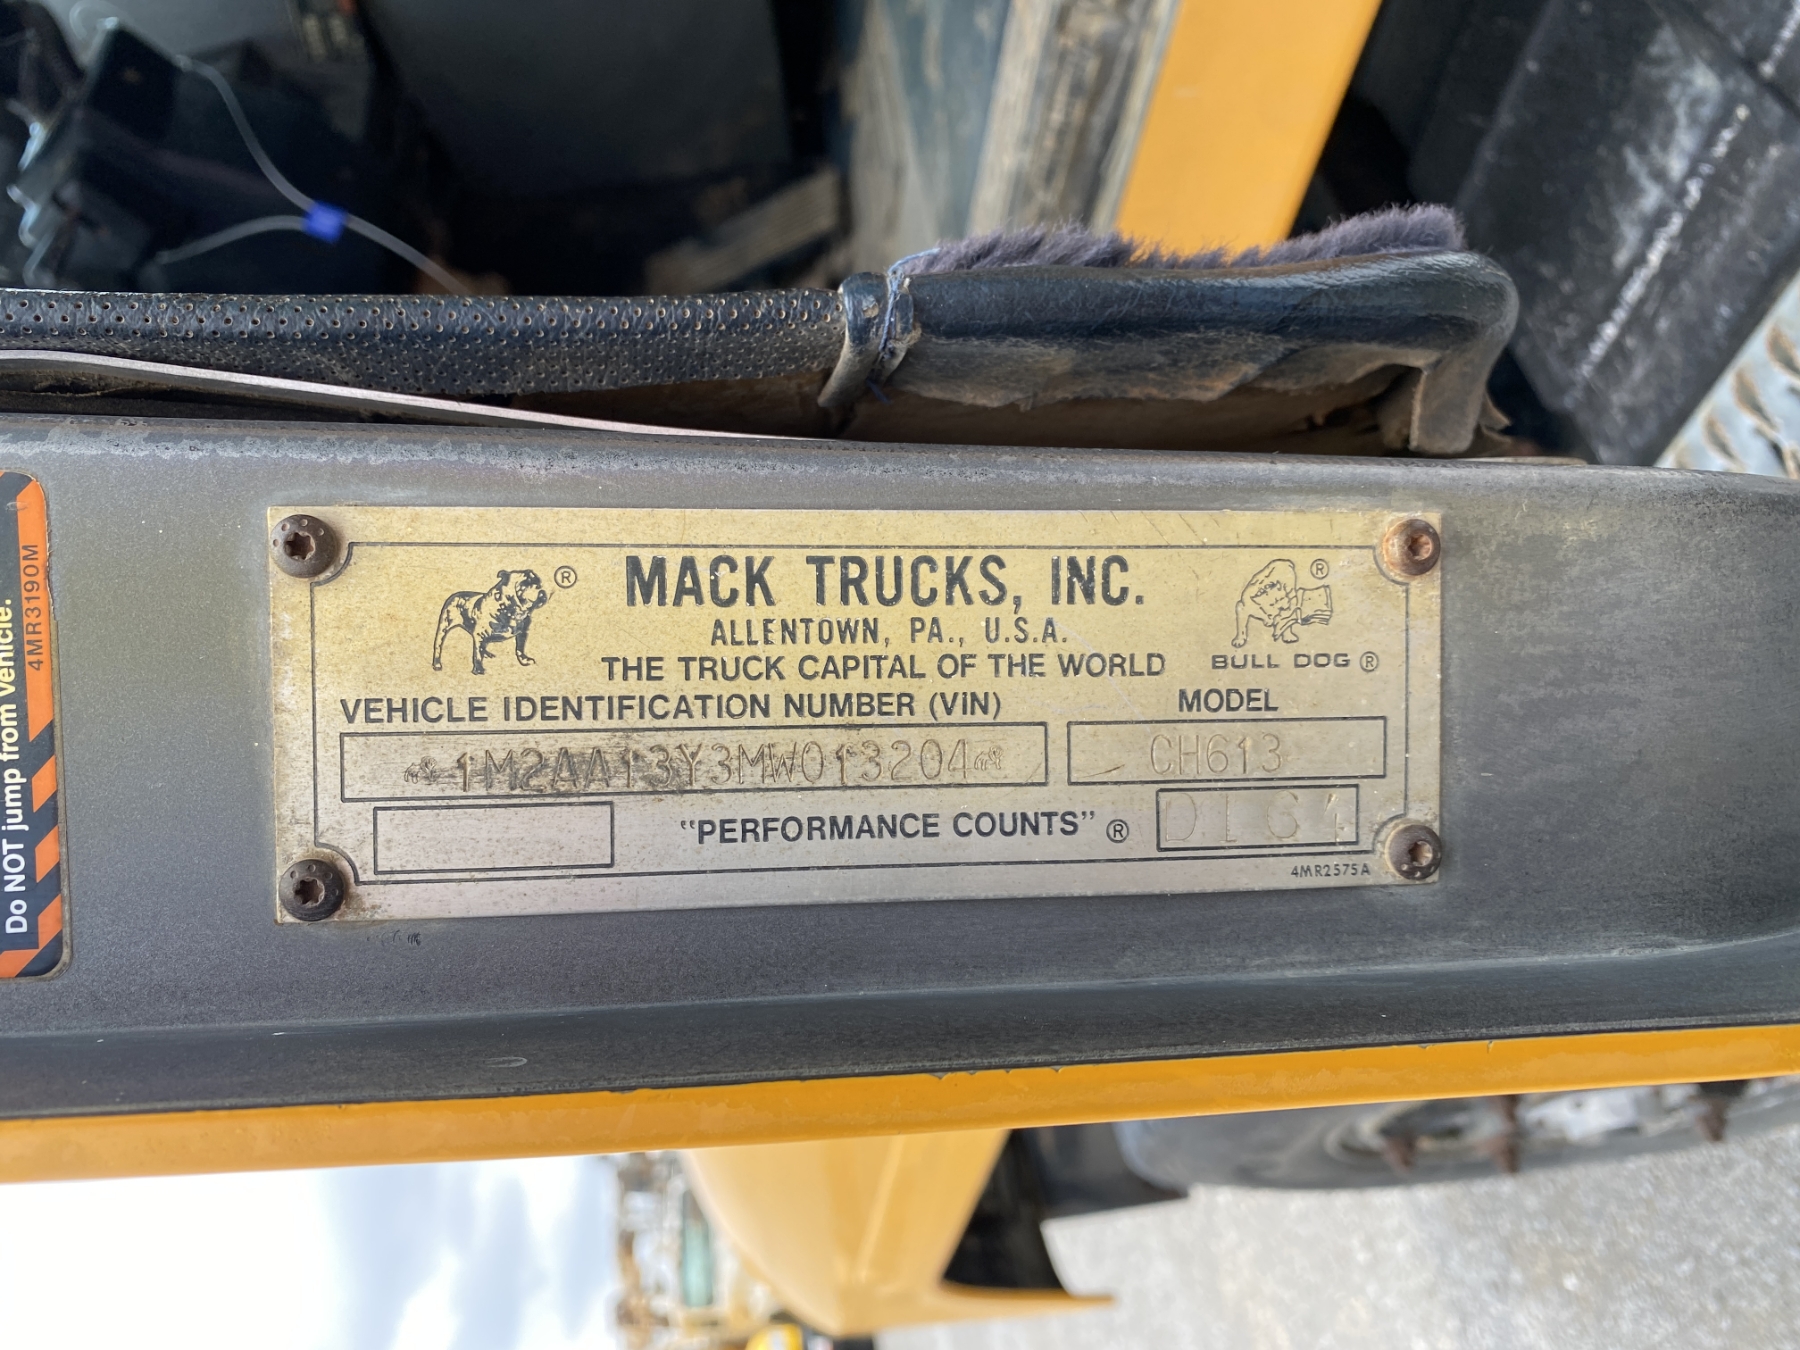 MACK TRUCKS, INC.
ALLENTOWN, PA., U.S.A.
THE TRUCK CAPITAL OF THE WORLD
BULL DOG ®
VEHICLE IDENTIFICATION NUMBER (VIN)
MODEL
1M2AA13Y3MW013204
CH613
"PERFORMANCE COUNTS" ®
4MR2575A
Do NOT jump from vehicle.
4MR3190M